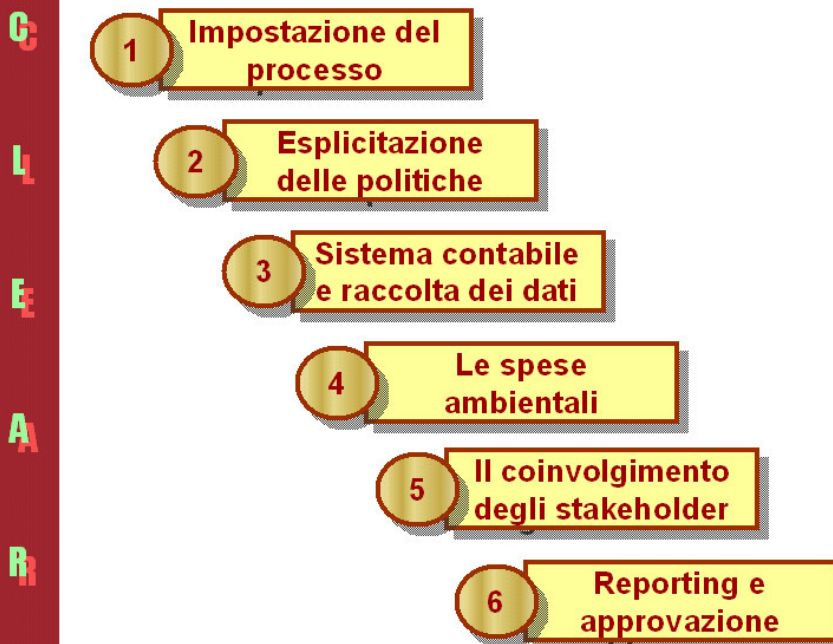 C
L
E
A
R
1
Impostazione del
processo
2
Esplicitazione
delle politiche
3
Sistema contabile
e raccolta dei dati
4
Le spese
ambientali
5
Il coinvolgimento
degli stakeholder
6
Reporting e
approvazione